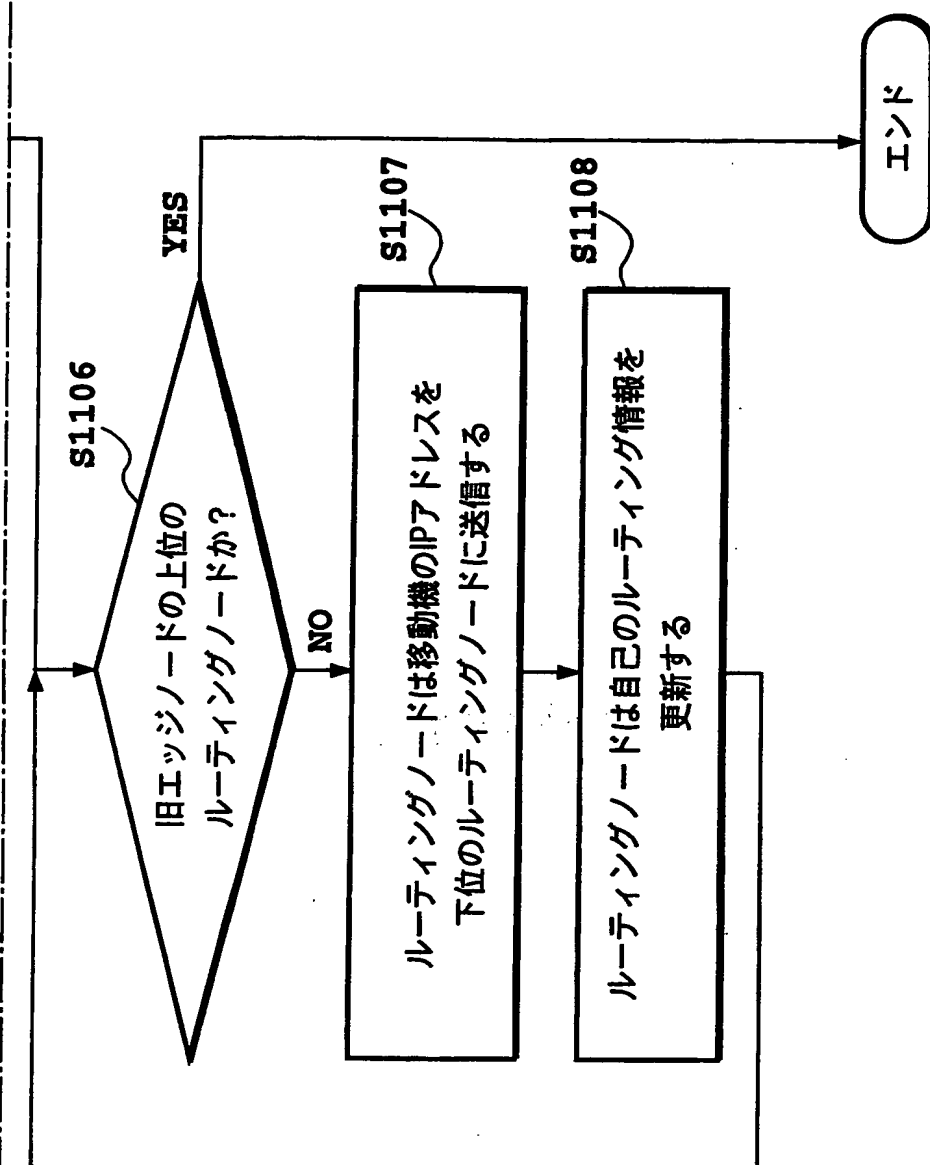 S1106
旧エッジノードの上位の
ルーティングノードか？
YES
NO
S1107
ルーティングノードは移動機のIPアドレスを
下位のルーティングノードに送信する
S1108
ルーティングノードは自己のルーティング情報を
更新する
エンド